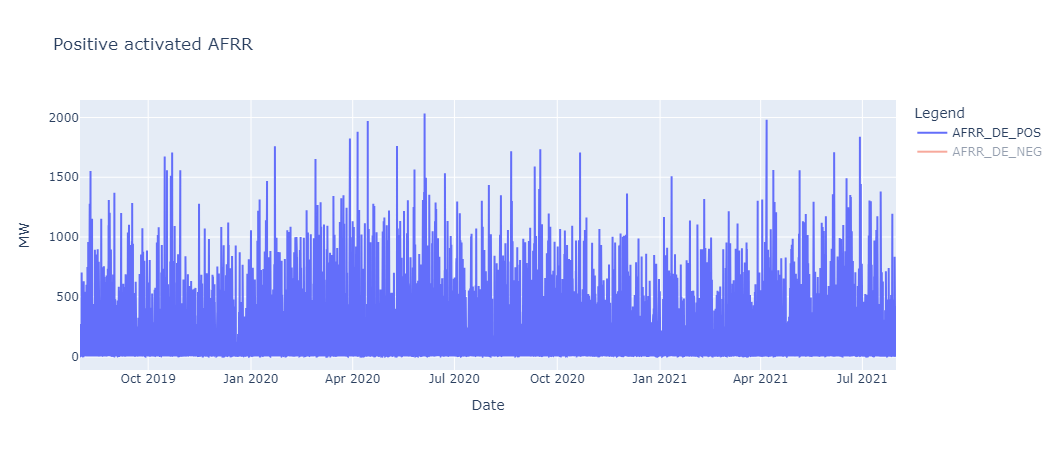 Positive activated AFRR
Legend
AFRR_DE_POS
AFRR_DE_NEG
MW
2000
1500
1000
500
0
Oct 2019 Jan 2020 Apr 2020 Jul 2020 Oct 2020 Jan 2021 Apr 2021 Jul 2021
Date